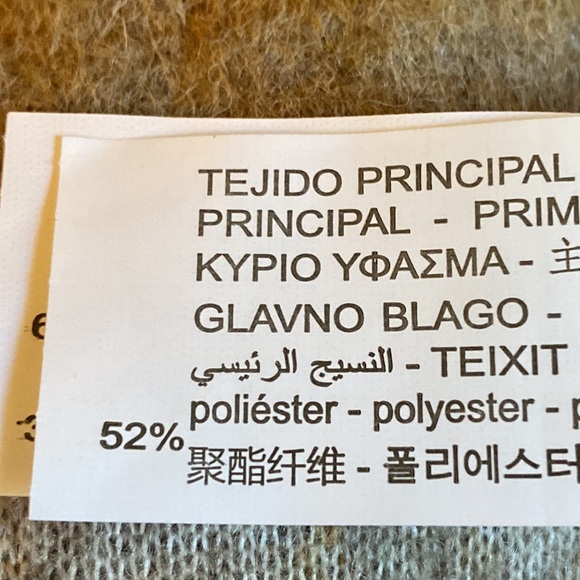 TEJIDO PRINCIPAL
PRINCIPAL - PRIM
ΚΥΡΙΟ ΥΦΑΣΜΑ - 主
GLAVNO BLAGO -
النسيج الرئيسي - TEIXIT
poliéster - polyester - p
52%
聚酯纤维 - 폴리에스터